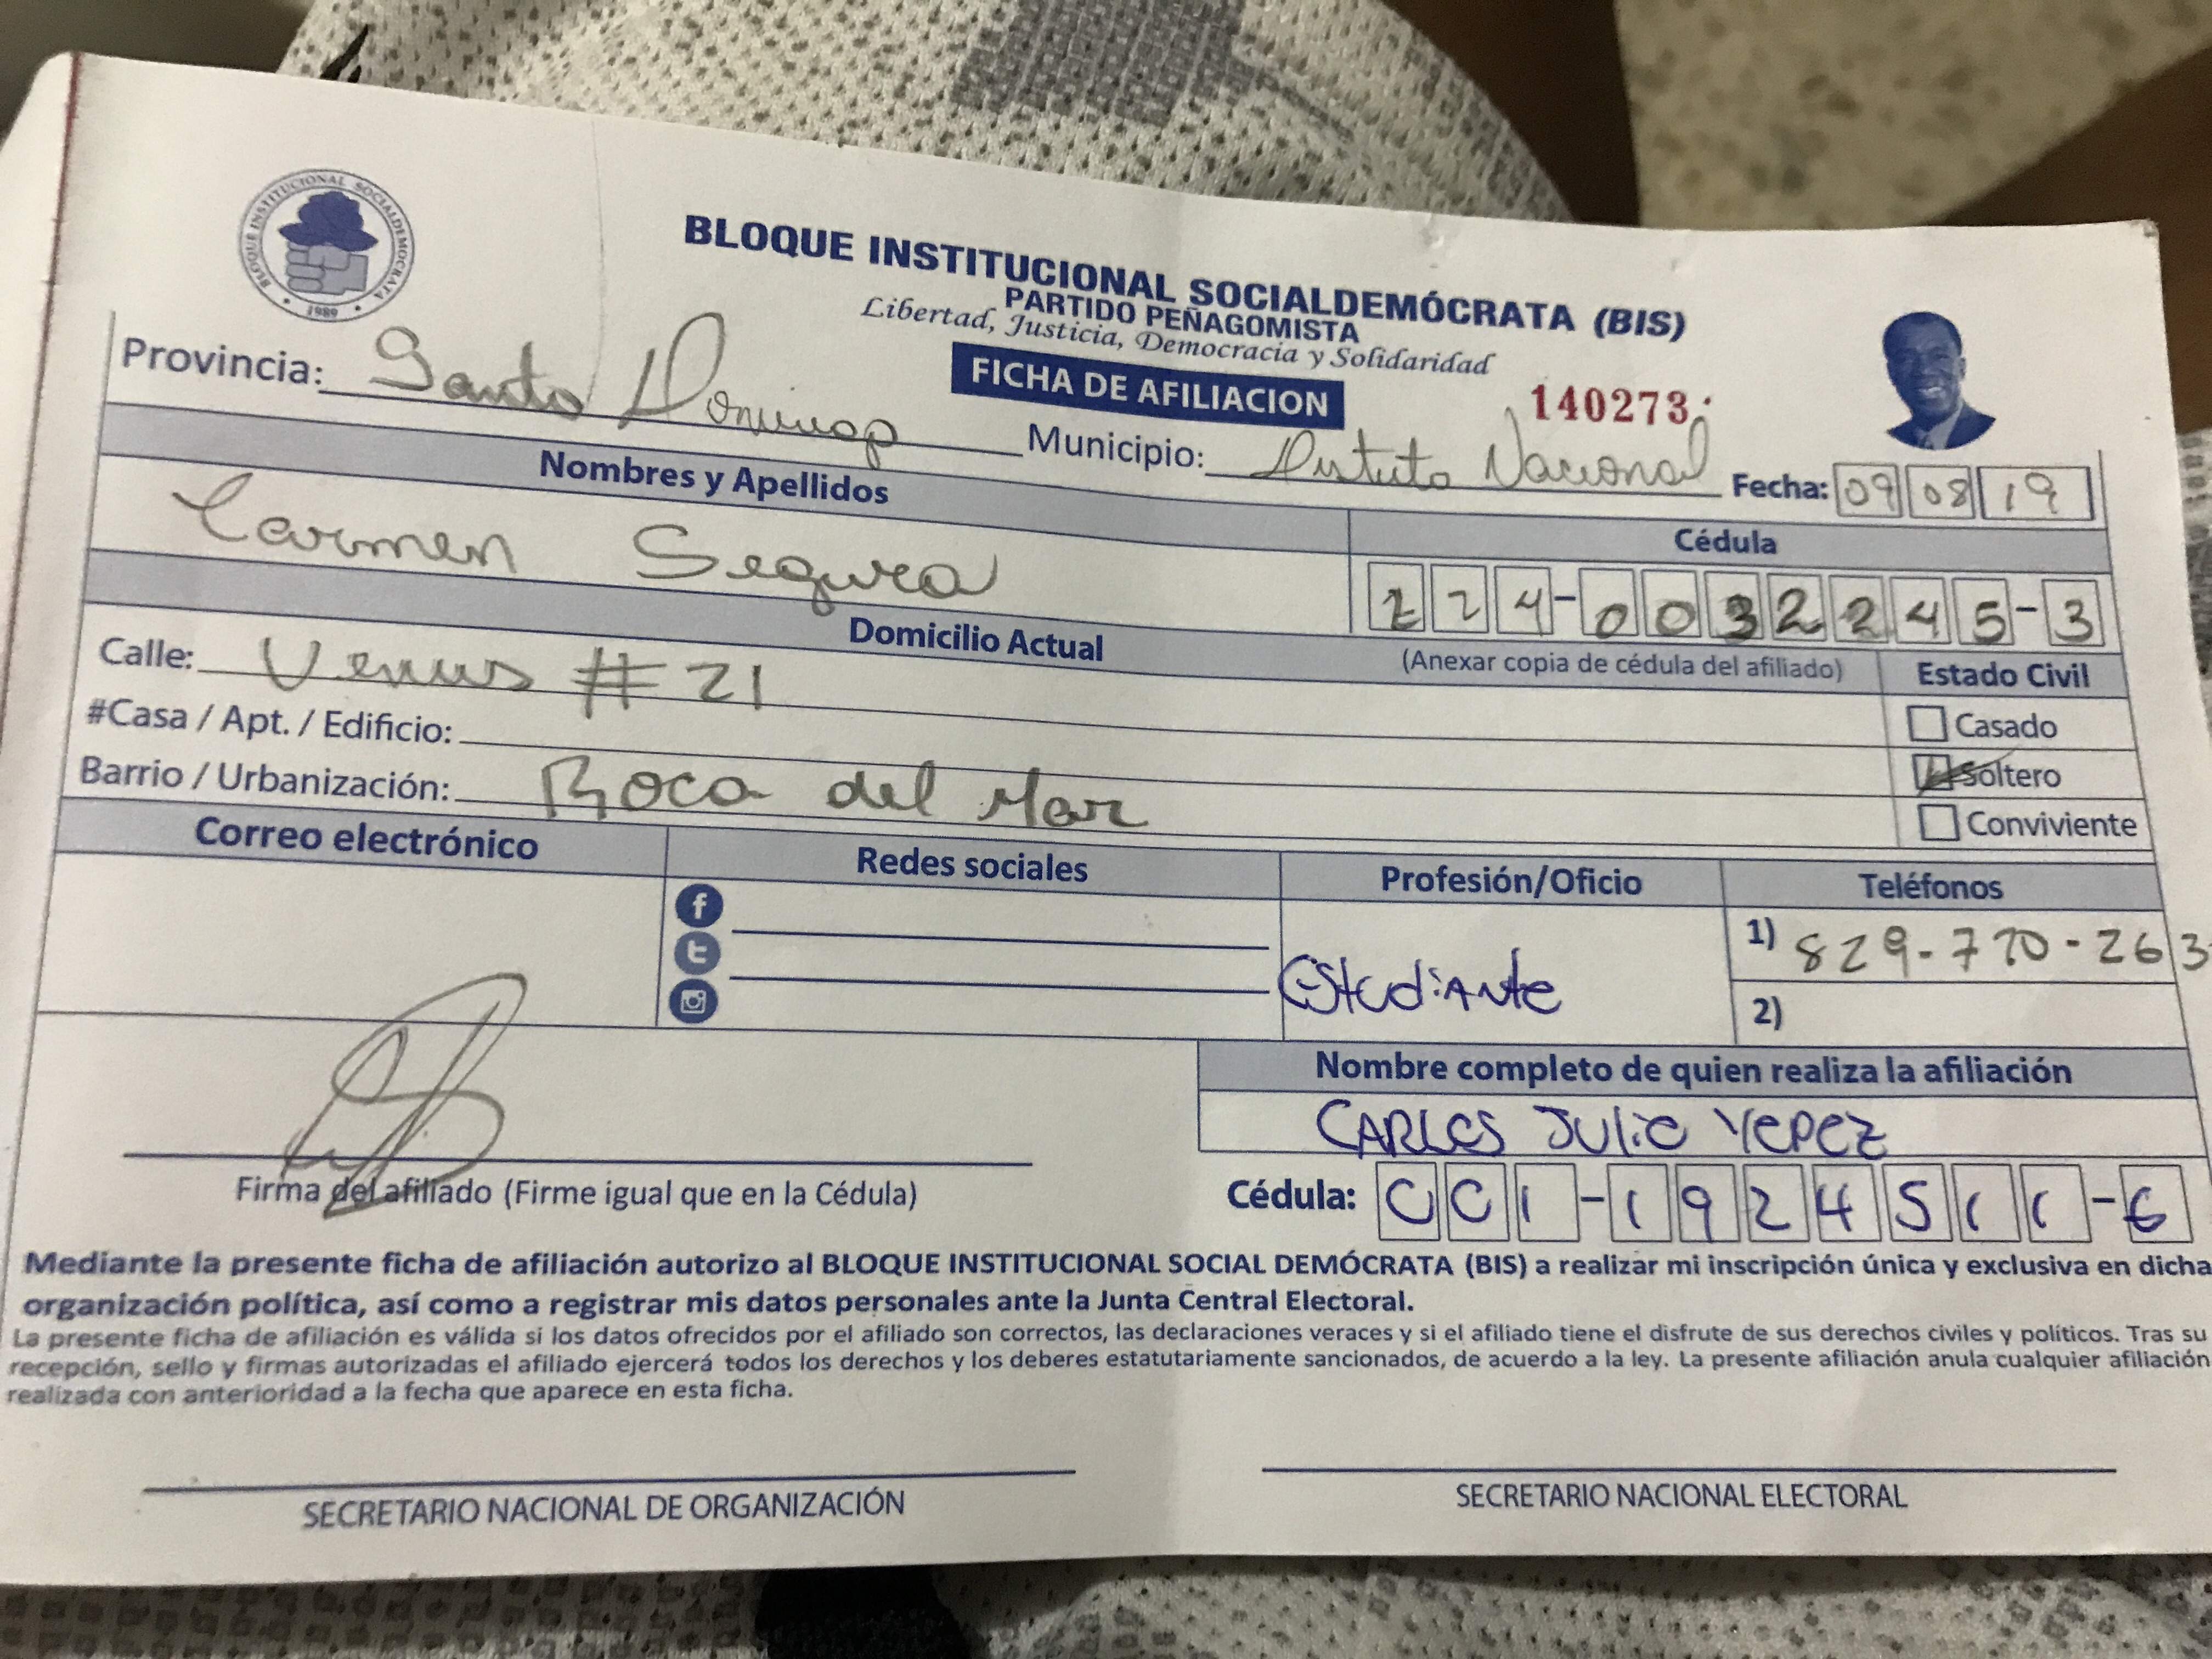 BLOQUE INSTITUCIONAL SOCIALDEMOCRATA
1989
BLOQUE INSTITUCIONAL SOCIALDEMÓCRATA (BIS)
PARTIDO PEÑAGOMISTA
Libertad, Justicia, Democracia y Solidaridad
FICHA DE AFILIACION
140273
Provincia: Santo Domingo Municipio: Distrito Nacional Fecha: 09 08 19
Nombres y Apellidos
Cédula
Carmen Segura
224-0032245-3
Domicilio Actual
(Anexar copia de cédula del afiliado)
Estado Civil
Calle: Venus #21
Casado
#Casa / Apt. / Edificio:
Soltero
Barrio / Urbanización: Boca del Mar
Conviviente
Correo electrónico Redes sociales Profesión/Oficio Teléfonos
f
t
Estudiante
1) 829-770-263
2)
Nombre completo de quien realiza la afiliación
CARLOS JULIO YEPEZ
Firma del afiliado (Firme igual que en la Cédula)
Cédula: 001-1924511-6
Mediante la presente ficha de afiliación autorizo al BLOQUE INSTITUCIONAL SOCIAL DEMÓCRATA (BIS) a realizar mi inscripción única y exclusiva en dicha
organización política, así como a registrar mis datos personales ante la Junta Central Electoral.
La presente ficha de afiliación es válida si los datos ofrecidos por el afiliado son correctos, las declaraciones veraces y si el afiliado tiene el disfrute de sus derechos civiles y políticos. Tras su
recepción, sello y firmas autorizadas el afiliado ejercerá todos los derechos y los deberes estatutariamente sancionados, de acuerdo a la ley. La presente afiliación anula cualquier afiliación
realizada con anterioridad a la fecha que aparece en esta ficha.
SECRETARIO NACIONAL DE ORGANIZACIÓN
SECRETARIO NACIONAL ELECTORAL